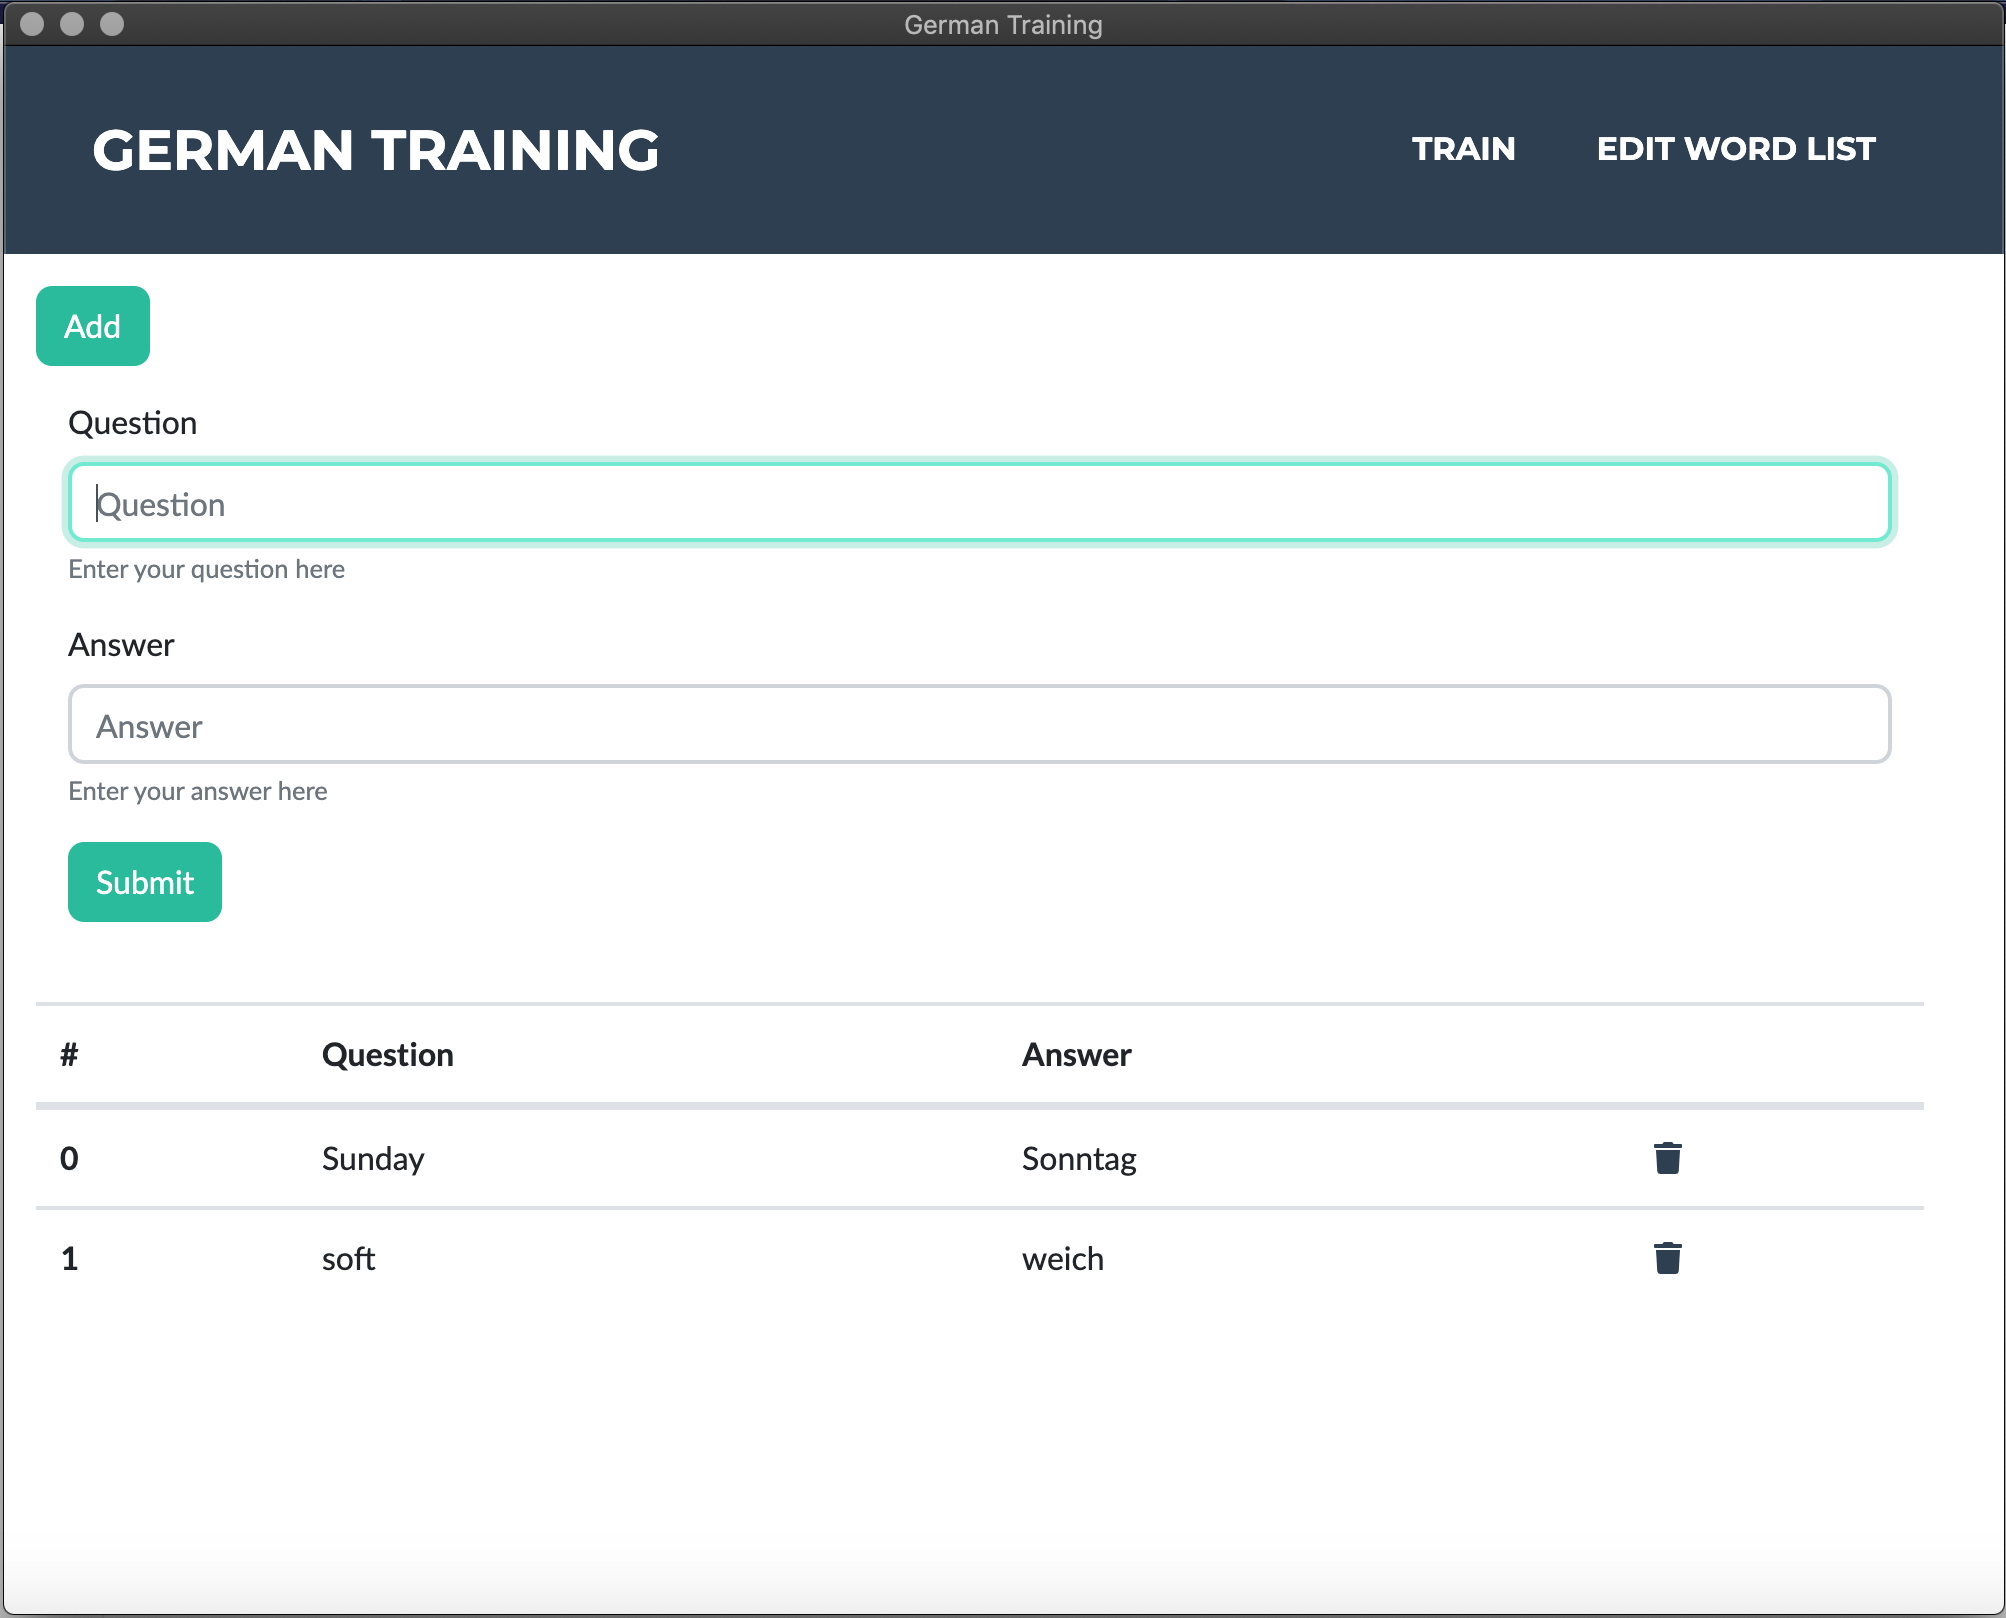 German Training
GERMAN TRAINING
TRAIN
EDIT WORD LIST
Add
Question
Question
Enter your question here
Answer
Answer
Enter your answer here
Submit
# Question Answer
0 Sunday Sonntag
1 soft weich